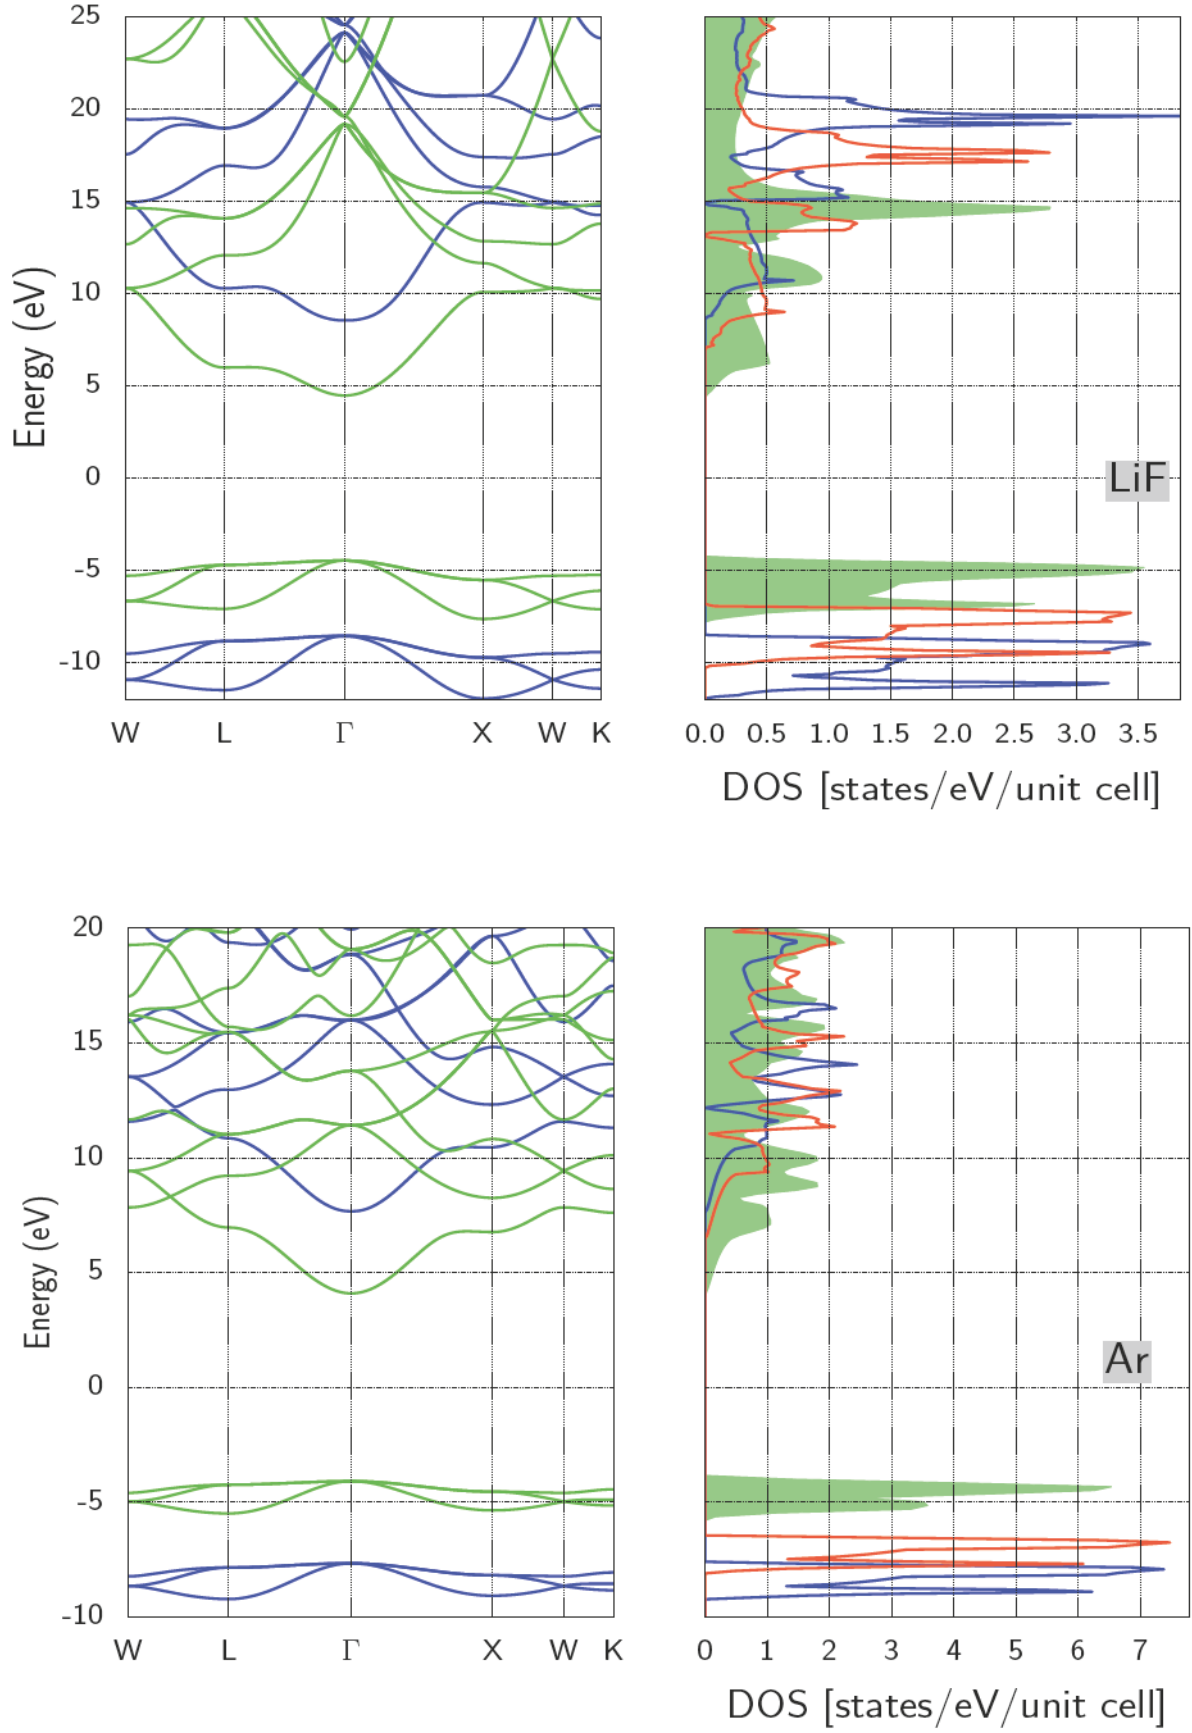 25
20
15
10
5
0
-5
-10
Energy (eV)
W L Γ X W K
LiF
0.0 0.5 1.0 1.5 2.0 2.5 3.0 3.5
DOS [states/eV/unit cell]
20
15
10
5
0
-5
-10
Energy (eV)
W L Γ X W K
Ar
0 1 2 3 4 5 6 7
DOS [states/eV/unit cell]